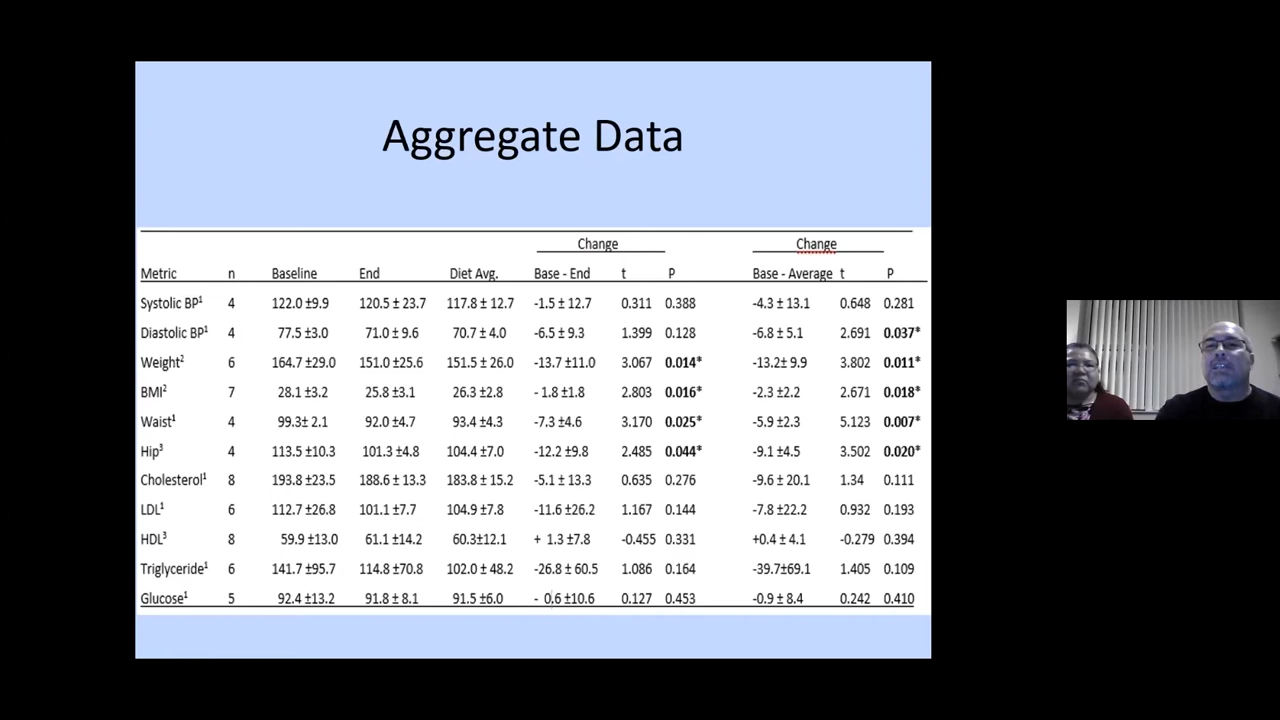 Aggregate Data
Change Change
Metric n Baseline End Diet Avg. Base - End t P Base - Average t P
Systolic BP¹ 4 122.0 ±9.9 120.5 ± 23.7 117.8 ± 12.7 -1.5 ± 12.7 0.311 0.388 -4.3 ± 13.1 0.648 0.281
Diastolic BP¹ 4 77.5 ±3.0 71.0 ± 9.6 70.7 ± 4.0 -6.5 ± 9.3 1.399 0.128 -6.8 ± 5.1 2.691 0.037*
Weight² 6 164.7 ±29.0 151.0 ±25.6 151.5 ± 26.0 -13.7 ±11.0 3.067 0.014* -13.2± 9.9 3.802 0.011*
BMI² 7 28.1 ±3.2 25.8 ±3.1 26.3 ±2.8 - 1.8 ±1.8 2.803 0.016* -2.3 ±2.2 2.671 0.018*
Waist¹ 4 99.3± 2.1 92.0 ±4.7 93.4 ±4.3 -7.3 ±4.6 3.170 0.025* -5.9 ±2.3 5.123 0.007*
Hip³ 4 113.5 ±10.3 101.3 ±4.8 104.4 ±7.0 -12.2 ±9.8 2.485 0.044* -9.1 ±4.5 3.502 0.020*
Cholesterol¹ 8 193.8 ±23.5 188.6 ± 13.3 183.8 ± 15.2 -5.1 ± 13.3 0.635 0.276 -9.6 ± 20.1 1.34 0.111
LDL¹ 6 112.7 ±26.8 101.1 ±7.7 104.9 ±7.8 -11.6 ±26.2 1.167 0.144 -7.8 ±22.2 0.932 0.193
HDL³ 8 59.9 ±13.0 61.1 ±14.2 60.3±12.1 + 1.3 ±7.8 -0.455 0.331 +0.4 ± 4.1 -0.279 0.394
Triglyceride¹ 6 141.7 ±95.7 114.8 ±70.8 102.0 ± 48.2 -26.8 ± 60.5 1.086 0.164 -39.7±69.1 1.405 0.109
Glucose¹ 5 92.4 ±13.2 91.8 ± 8.1 91.5 ±6.0 - 0.6 ±10.6 0.127 0.453 -0.9 ± 8.4 0.242 0.410